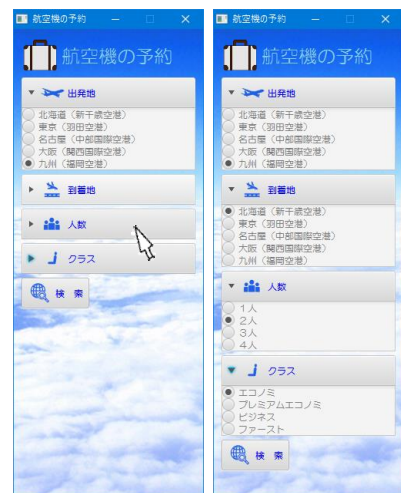 航空機の予約
航空機の予約
出発地
北海道（新千歳空港）
東京（羽田空港）
名古屋（中部国際空港）
大阪（関西国際空港）
九州（福岡空港）
到着地
人数
クラス
検 索
航空機の予約
航空機の予約
出発地
北海道（新千歳空港）
東京（羽田空港）
名古屋（中部国際空港）
大阪（関西国際空港）
九州（福岡空港）
到着地
北海道（新千歳空港）
東京（羽田空港）
名古屋（中部国際空港）
大阪（関西国際空港）
九州（福岡空港）
人数
1人
2人
3人
4人
クラス
エコノミ
プレミアムエコノミ
ビジネス
ファースト
検 索